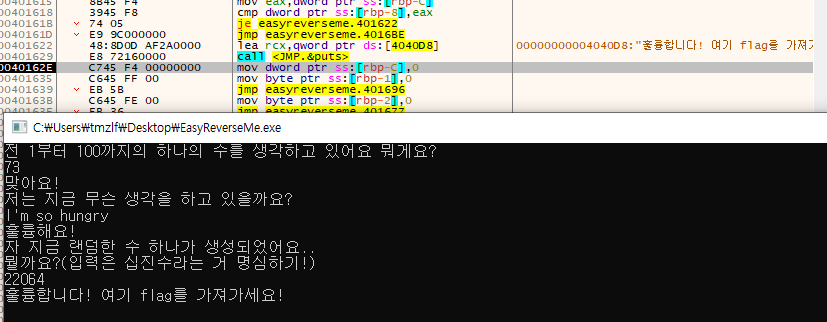 00401615 8B45 F4 mov eax,dword ptr ss:[rbp-C]
00401618 3945 F8 cmp dword ptr ss:[rbp-8],eax
0040161B 74 05 je easyreverseme.401622
0040161D E9 9C000000 jmp easyreverseme.4016BE
00401622 48:8D0D AF2A0000 lea rcx,qword ptr ds:[4040D8] 00000000004040D8:"훌륭합니다! 여기 flag를 가져가
00401629 E8 72160000 call <JMP.&puts>
0040162E C745 F4 00000000 mov dword ptr ss:[rbp-C],0
00401635 C645 FF 00 mov byte ptr ss:[rbp-1],0
00401639 EB 5B jmp easyreverseme.401696
C645 FE 00 mov byte ptr ss:[rbp-2],0
EB 36 jmp easyreverseme.401677
C:₩Users₩tmzlf₩Desktop₩EasyReverseMe.exe
전 1부터 100까지의 하나의 수를 생각하고 있어요 뭐게요?
73
맞아요!
저는 지금 무슨 생각을 하고 있을까요?
I'm so hungry
훌륭해요!
자 지금 랜덤한 수 하나가 생성되었어요..
뭘까요?(입력은 십진수라는 거 명심하기!)
22064
훌륭합니다! 여기 flag를 가져가세요!